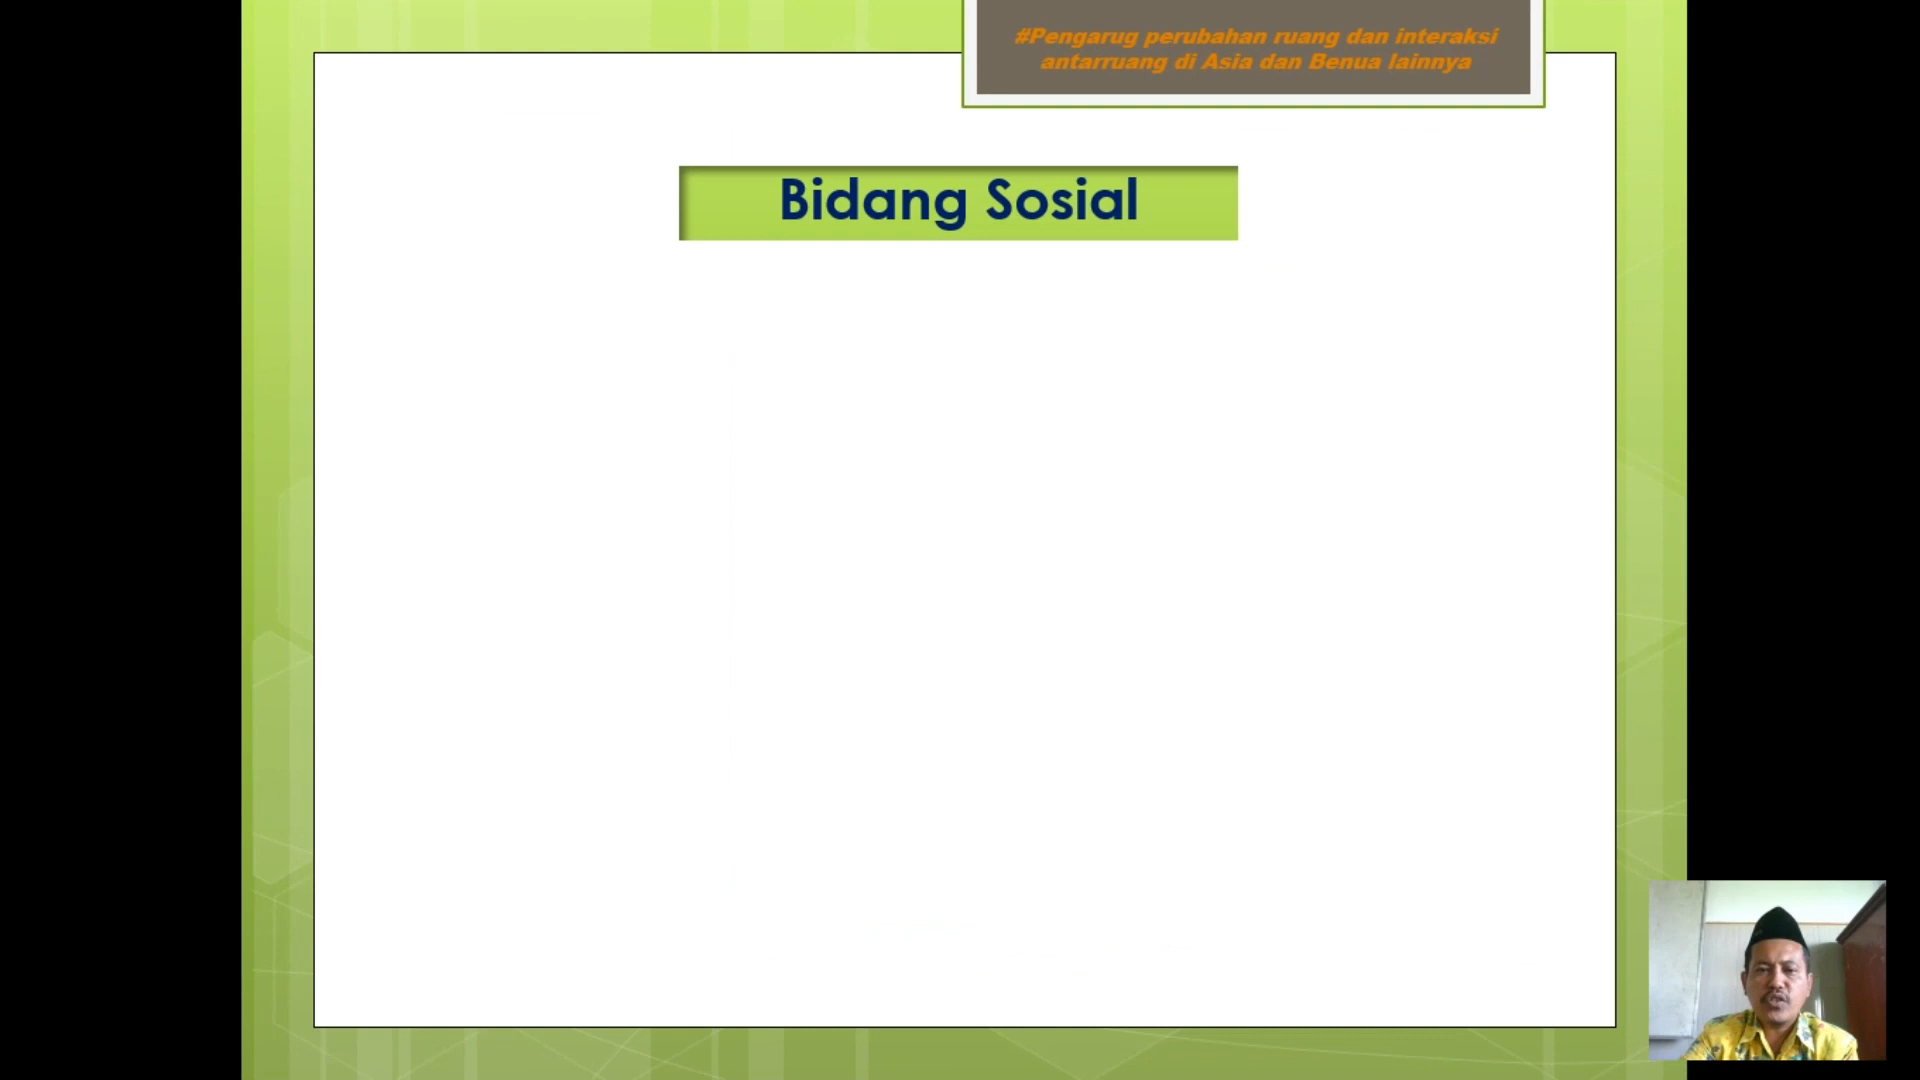 #Pengarug perubahan ruang dan interaksi
antarruang di Asia dan Benua lainnya
Bidang Sosial